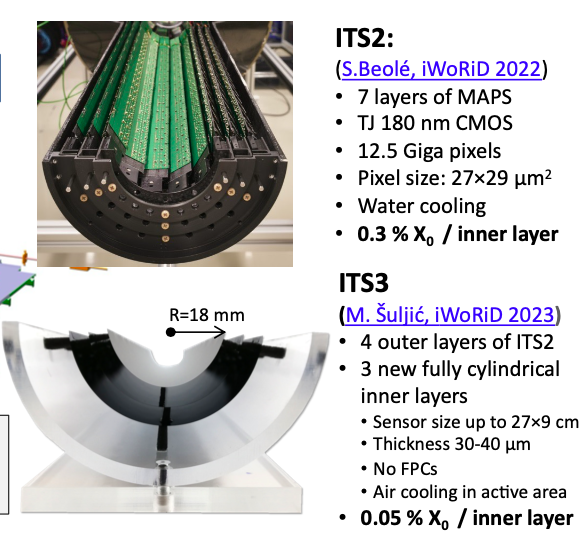 ITS2:
(S.Beolé, iWoRiD 2022)
• 7 layers of MAPS
• TJ 180 nm CMOS
• 12.5 Giga pixels
• Pixel size: 27×29 μm²
• Water cooling
• 0.3 % X₀ / inner layer
ITS3
(M. Šuljić, iWoRiD 2023)
R=18 mm
• 4 outer layers of ITS2
• 3 new fully cylindrical
inner layers
• Sensor size up to 27×9 cm
• Thickness 30-40 μm
• No FPCs
• Air cooling in active area
• 0.05 % X₀ / inner layer